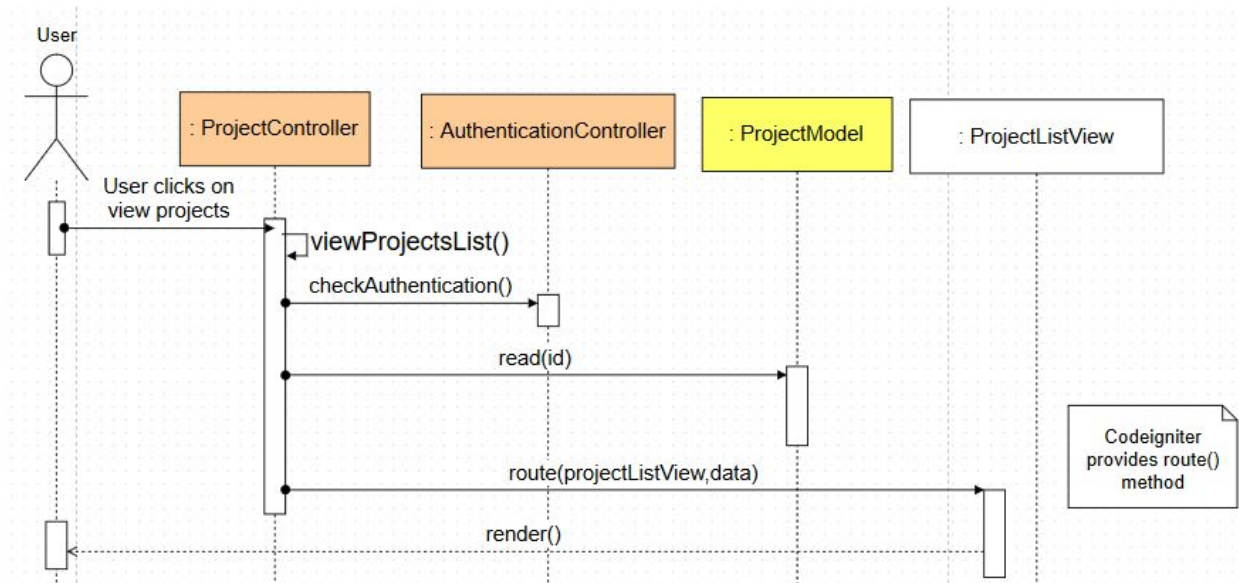 User
: ProjectController
: AuthenticationController
: ProjectModel
: ProjectListView
User clicks on
view projects
viewProjectsList()
checkAuthentication()
read(id)
Codeigniter
provides route()
method
route(projectListView,data)
render()